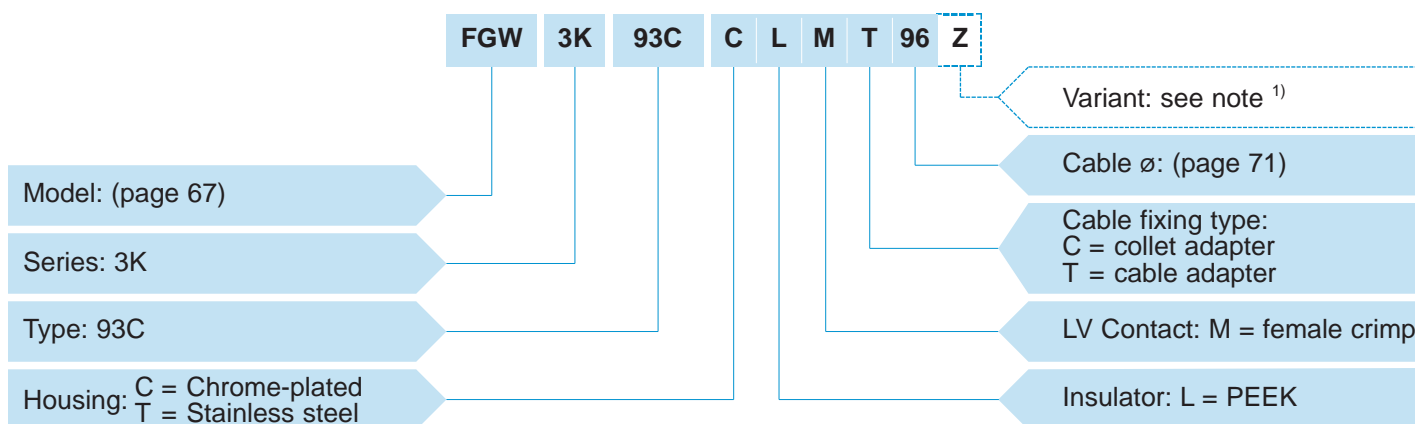 FGW 3K 93C C L M T 96 Z
Variant: see note 1)
Cable ø: (page 71)
Model: (page 67)
Cable fixing type:
C = collet adapter
T = cable adapter
Series: 3K
Type: 93C
LV Contact: M = female crimp
Housing: C = Chrome-plated
T = Stainless steel
Insulator: L = PEEK